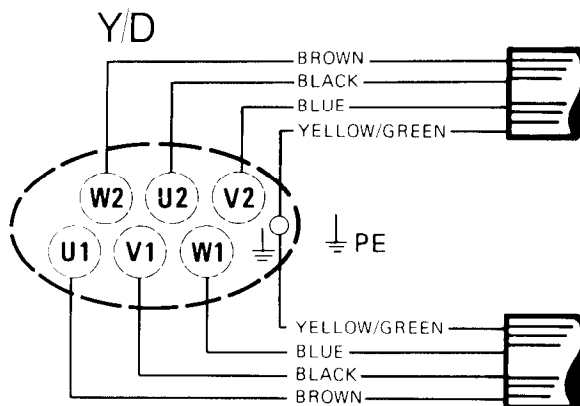 Y/D
BROWN
BLACK
BLUE
YELLOW/GREEN
W2 U2 V2
U1 V1 W1
PE
YELLOW/GREEN
BLUE
BLACK
BROWN